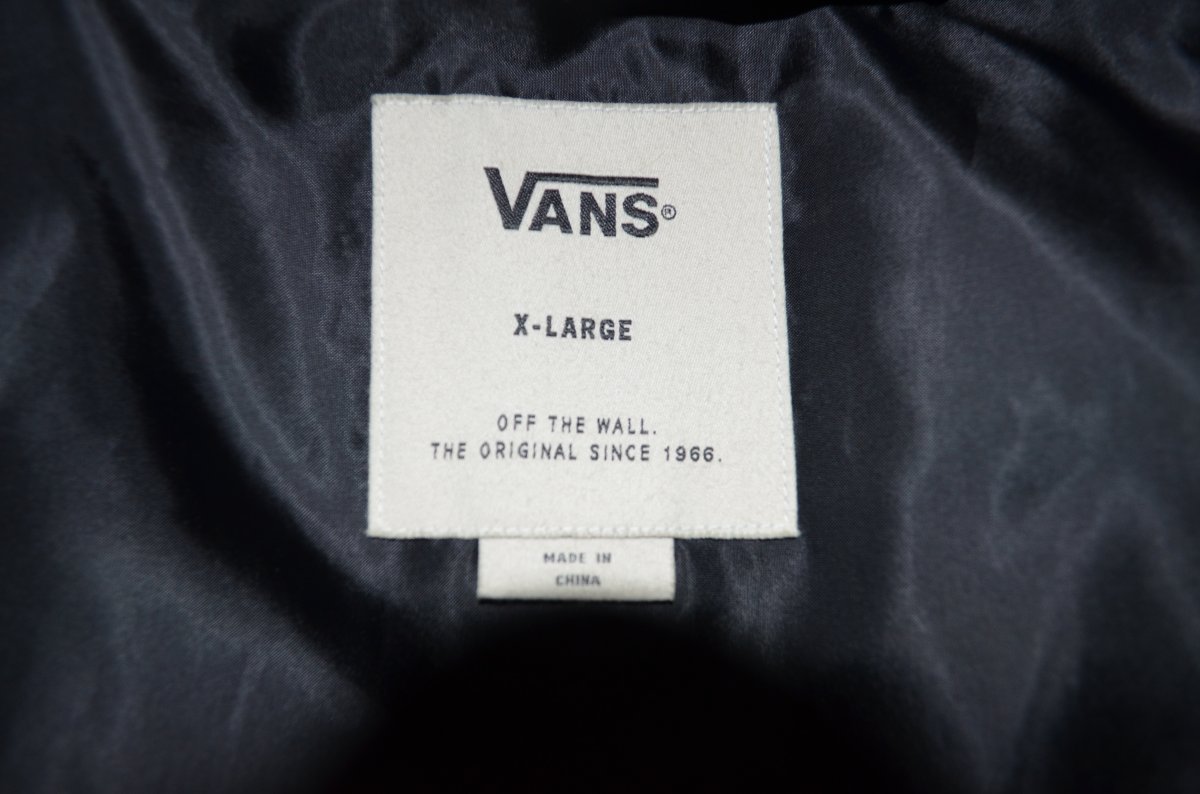 VANS®
X-LARGE
OFF THE WALL.
THE ORIGINAL SINCE 1966.
MADE IN
CHINA